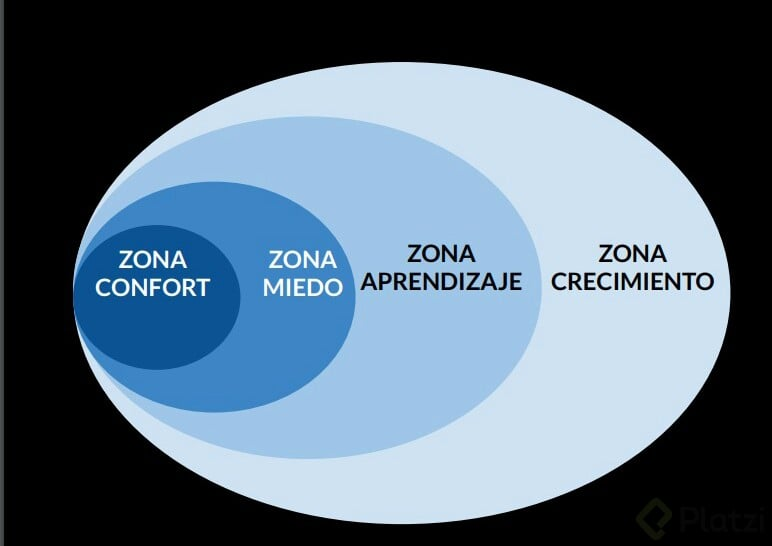 ZONA
CONFORT
ZONA
MIEDO
ZONA
APRENDIZAJE
ZONA
CRECIMIENTO
Platzi